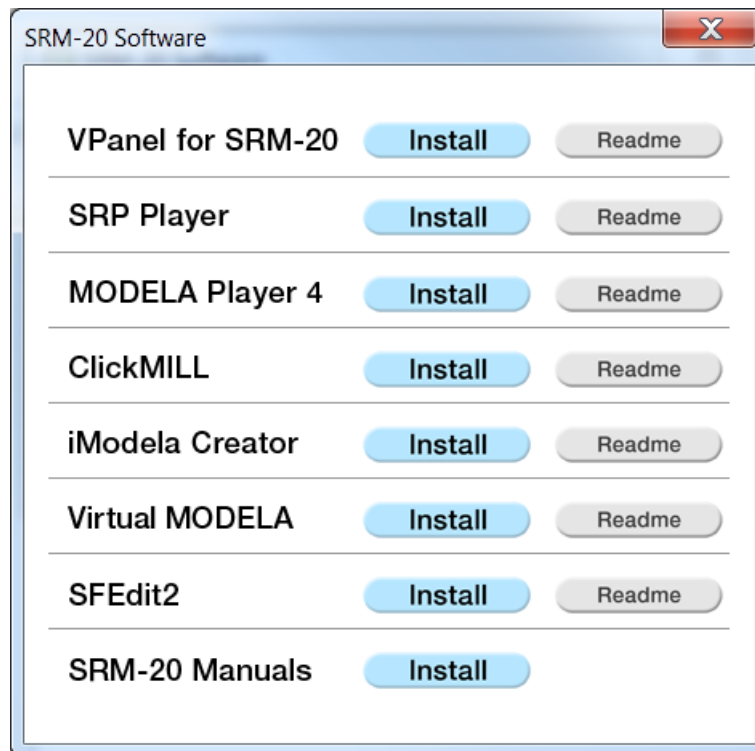 SRM-20 Software
VPanel for SRM-20 Install Readme
SRP Player Install Readme
MODELA Player 4 Install Readme
ClickMILL Install Readme
iModela Creator Install Readme
Virtual MODELA Install Readme
SFEdit2 Install Readme
SRM-20 Manuals Install